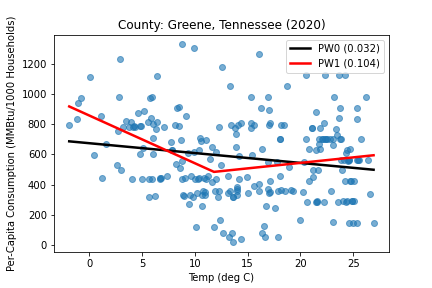 County: Greene, Tennessee (2020)
PW0 (0.032)
PW1 (0.104)
Per-Capita Consumption (MMBtu/1000 Households)
1200
1000
800
600
400
200
0
0 5 10 15 20 25
Temp (deg C)